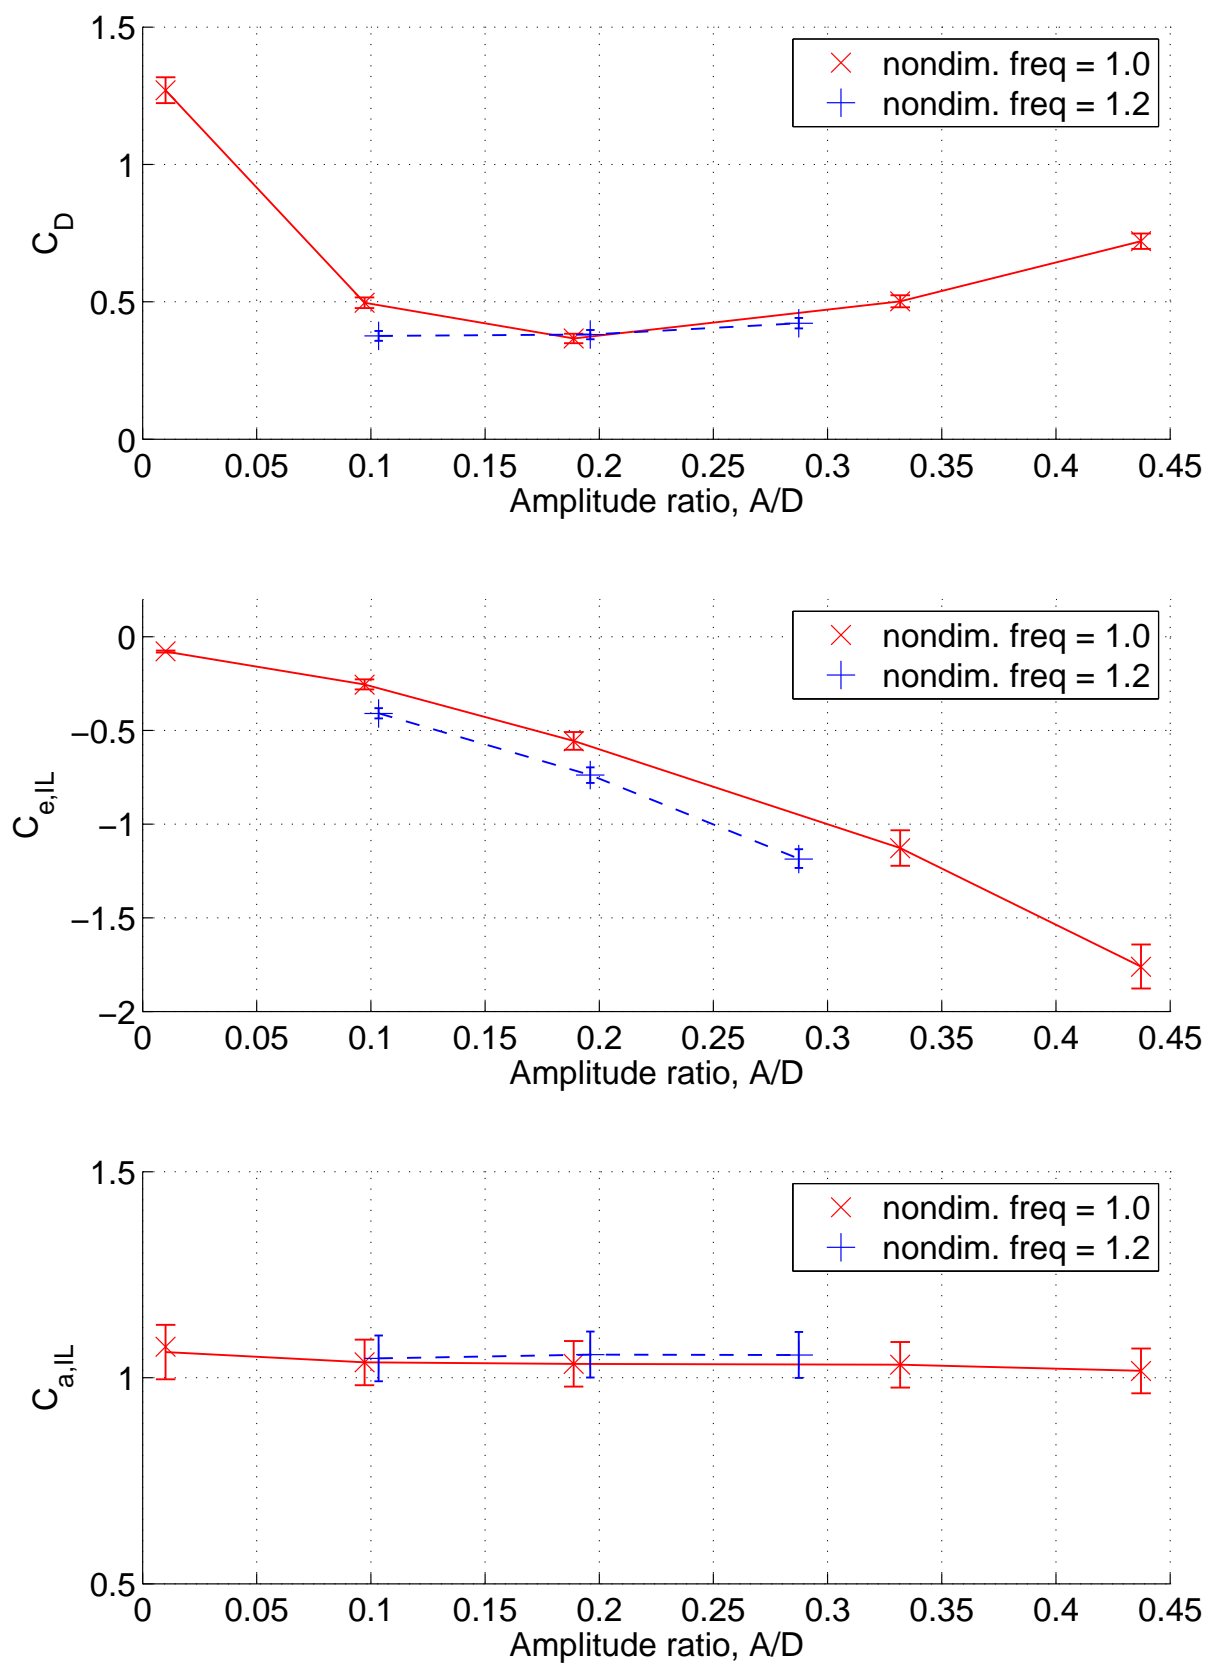 1.5
1
0.5
0
C_D
nondim. freq = 1.0
nondim. freq = 1.2
0 0.05 0.1 0.15 0.2 0.25 0.3 0.35 0.4 0.45
Amplitude ratio, A/D
0
−0.5
−1
−1.5
−2
C_e,IL
nondim. freq = 1.0
nondim. freq = 1.2
0 0.05 0.1 0.15 0.2 0.25 0.3 0.35 0.4 0.45
Amplitude ratio, A/D
1.5
1
0.5
C_a,IL
nondim. freq = 1.0
nondim. freq = 1.2
0 0.05 0.1 0.15 0.2 0.25 0.3 0.35 0.4 0.45
Amplitude ratio, A/D